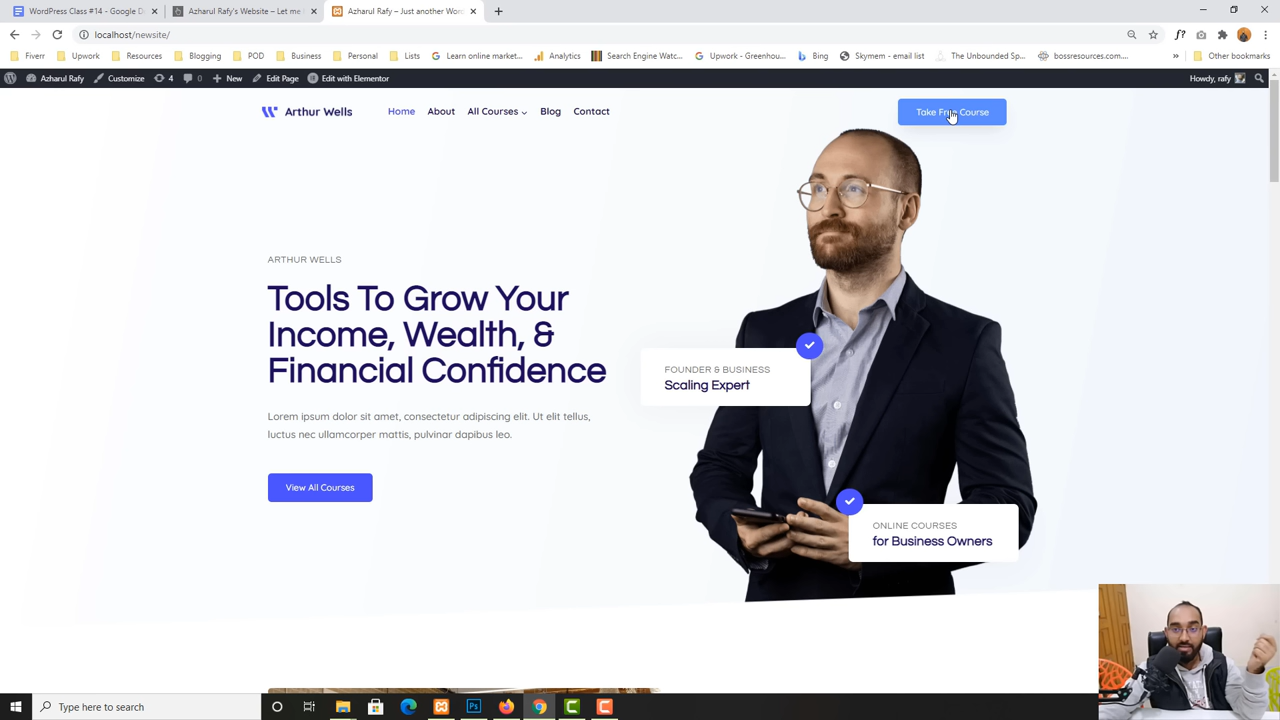 WordPress Class #14 - Google D
Azharul Rafy's Website – Let me
Azharul Rafy – Just another Wor
localhost/newsite/
Fiverr
Upwork
Resources
Blogging
POD
Business
Personal
Lists
Learn online market...
Analytics
Search Engine Watc...
Upwork - Greenhou...
Bing
Skymem - email list
The Unbounded Sp...
bossresources.com...
»
Other bookmarks
Azharul Rafy
Customize
4
0
New
Edit Page
Edit with Elementor
Howdy, rafy
Arthur Wells
Home
About
All Courses
Blog
Contact
Take Free Course
ARTHUR WELLS
Tools To Grow Your
Income, Wealth, &
Financial Confidence
Lorem ipsum dolor sit amet, consectetur adipiscing elit. Ut elit tellus,
luctus nec ullamcorper mattis, pulvinar dapibus leo.
View All Courses
FOUNDER & BUSINESS
Scaling Expert
ONLINE COURSES
for Business Owners
Type here to search